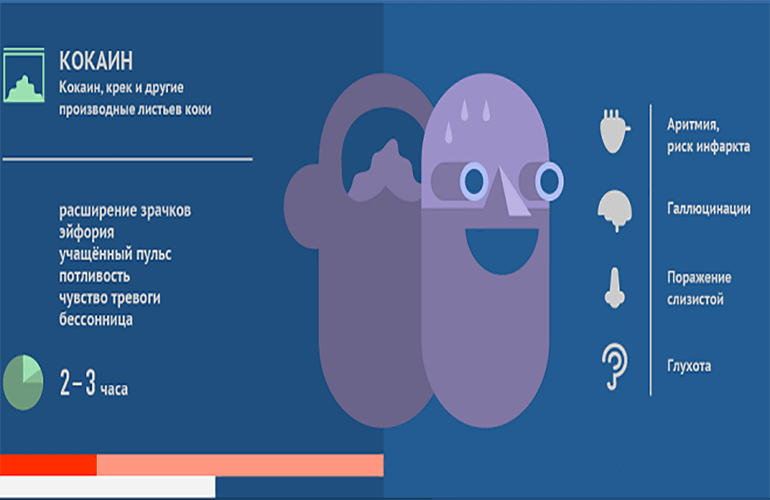 КОКАИН
Кокаин, крек и другие
производные листьев коки
расширение зрачков
эйфория
учащённый пульс
потливость
чувство тревоги
бессонница
2–3 часа
Аритмия,
риск инфаркта
Галлюцинации
Поражение
слизистой
Глухота